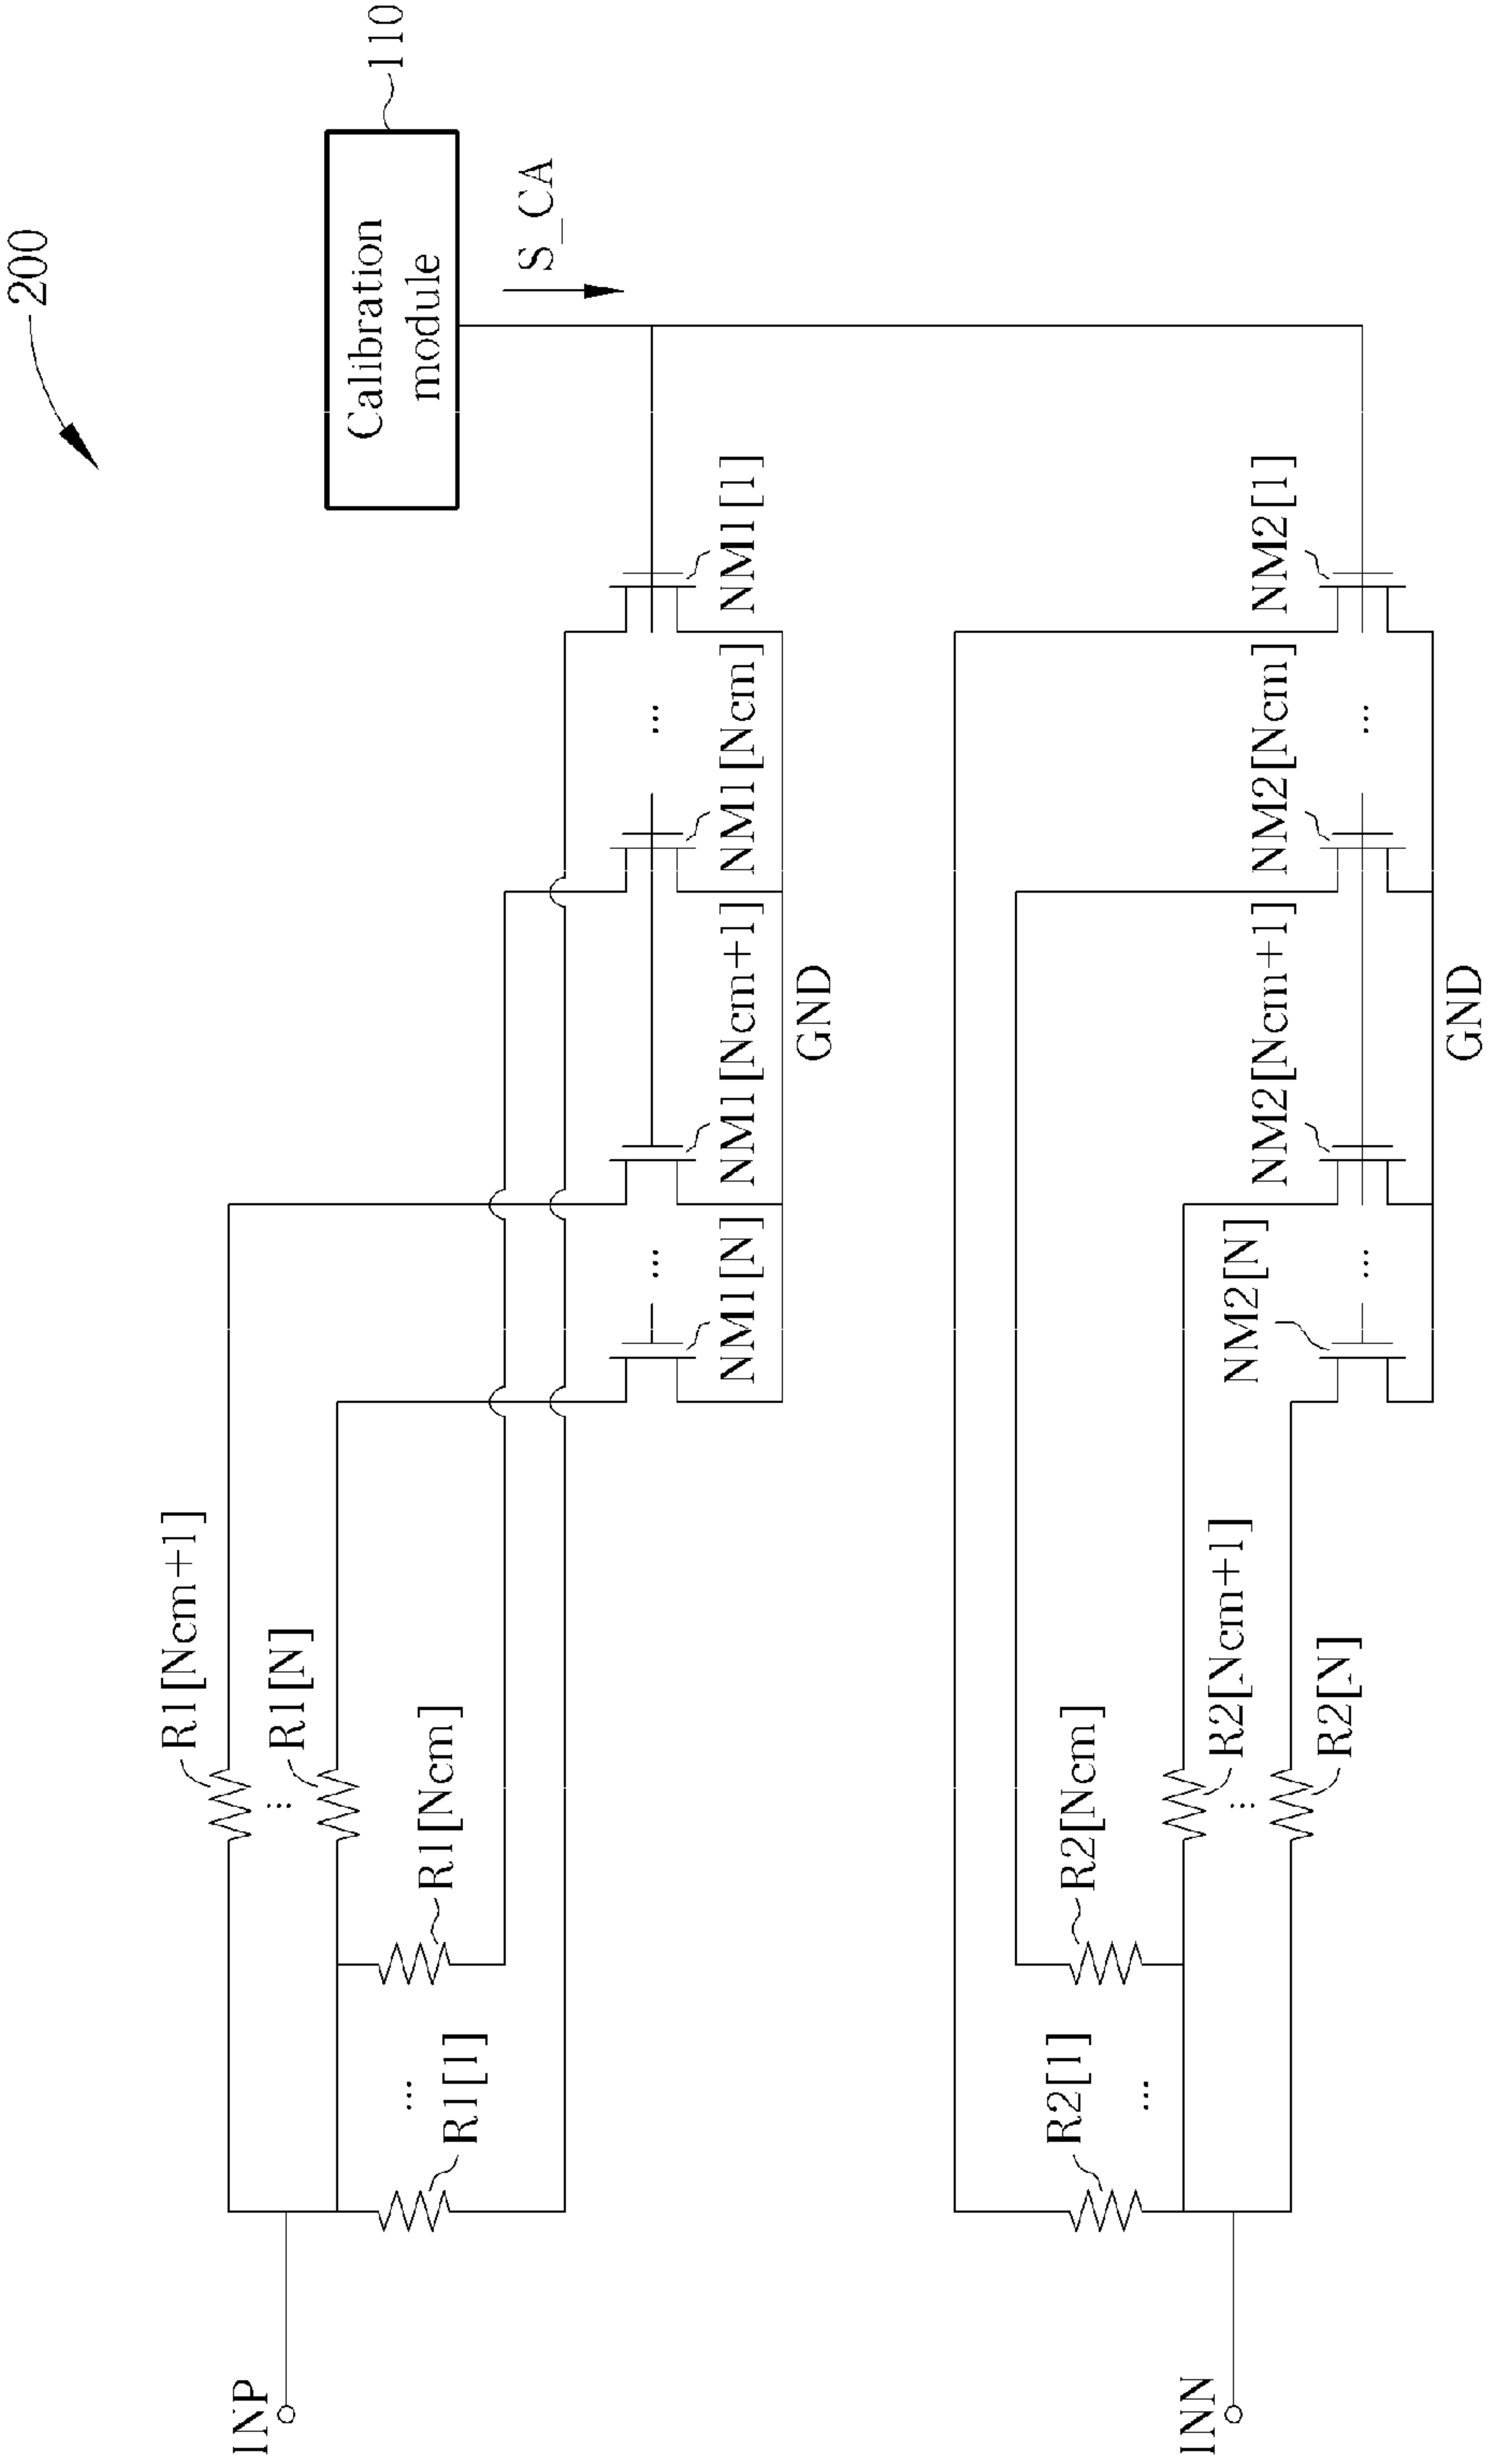 200
Calibration
module
110
S_CA
INP
R1[Ncm+1]
R1[N]
R1[Ncm]
R1[1]
...
...
NM1[N]
NM1[Ncm+1]
NM1[Ncm]
NM1[1]
...
...
GND
INN
R2[1]
R2[Ncm]
R2[Ncm+1]
R2[N]
...
...
NM2[N]
NM2[Ncm+1]
NM2[Ncm]
NM2[1]
...
...
GND